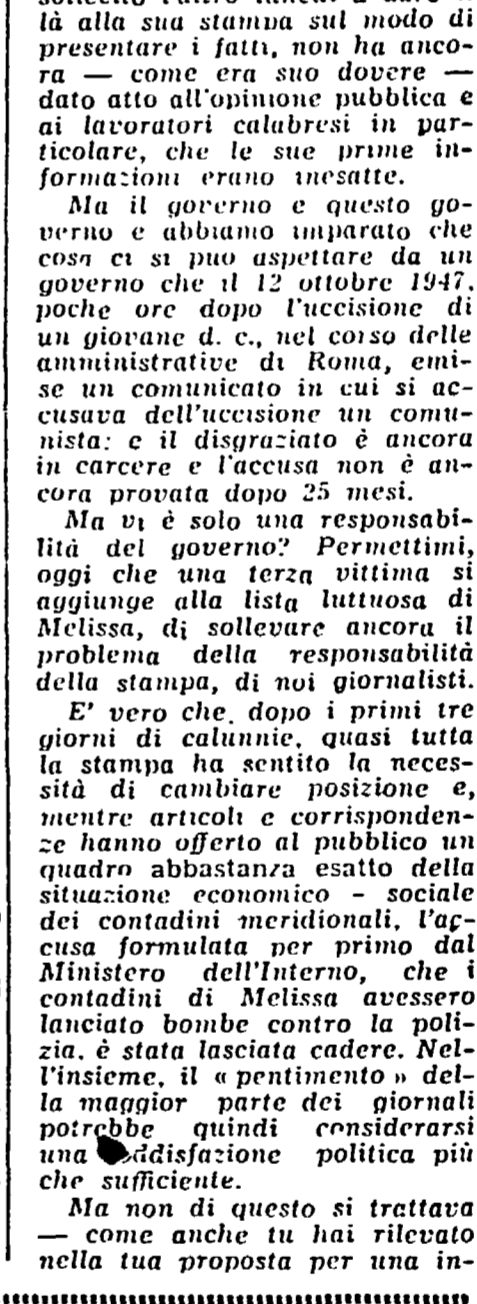 là alla sua stampa sul modo di
presentare i fatti, non ha anco-
ra — come era suo dovere —
dato atto all'opinione pubblica e
ai lavoratori calabresi in par-
ticolare, che le sue prime in-
formazioni erano inesatte.
Ma il governo e questo go-
verno e abbiamo imparato che
cosa ci si puo aspettare da un
governo che il 12 ottobre 1947,
poche ore dopo l'uccisione di
un giovane d. c., nel corso delle
amministrative di Roma, emi-
se un comunicato in cui si ac-
cusava dell'uccisione un comu-
nista: e il disgraziato è ancora
in carcere e l'accusa non è an-
cora provata dopo 25 mesi.
Ma vi è solo una responsabi-
lità del governo? Permettimi,
oggi che una terza vittima si
aggiunge alla lista luttuosa di
Melissa, di sollevare ancora il
problema della responsabilità
della stampa, di noi giornalisti.
E' vero che, dopo i primi tre
giorni di calunnie, quasi tutta
la stampa ha sentito la neces-
sità di cambiare posizione e,
mentre articoli e corrisponden-
ze hanno offerto al pubblico un
quadro abbastanza esatto della
situazione economico - sociale
dei contadini meridionali, l'ac-
cusa formulata per primo dal
Ministero dell'Interno, che i
contadini di Melissa avessero
lanciato bombe contro la poli-
zia, è stata lasciata cadere. Nel-
l'insieme, il « pentimento » del-
la maggior parte dei giornali
potrebbe quindi considerarsi
una politica più
che sufficiente.
Ma non di questo si trattava
— come anche tu hai rilevato
nella tua proposta per una in-